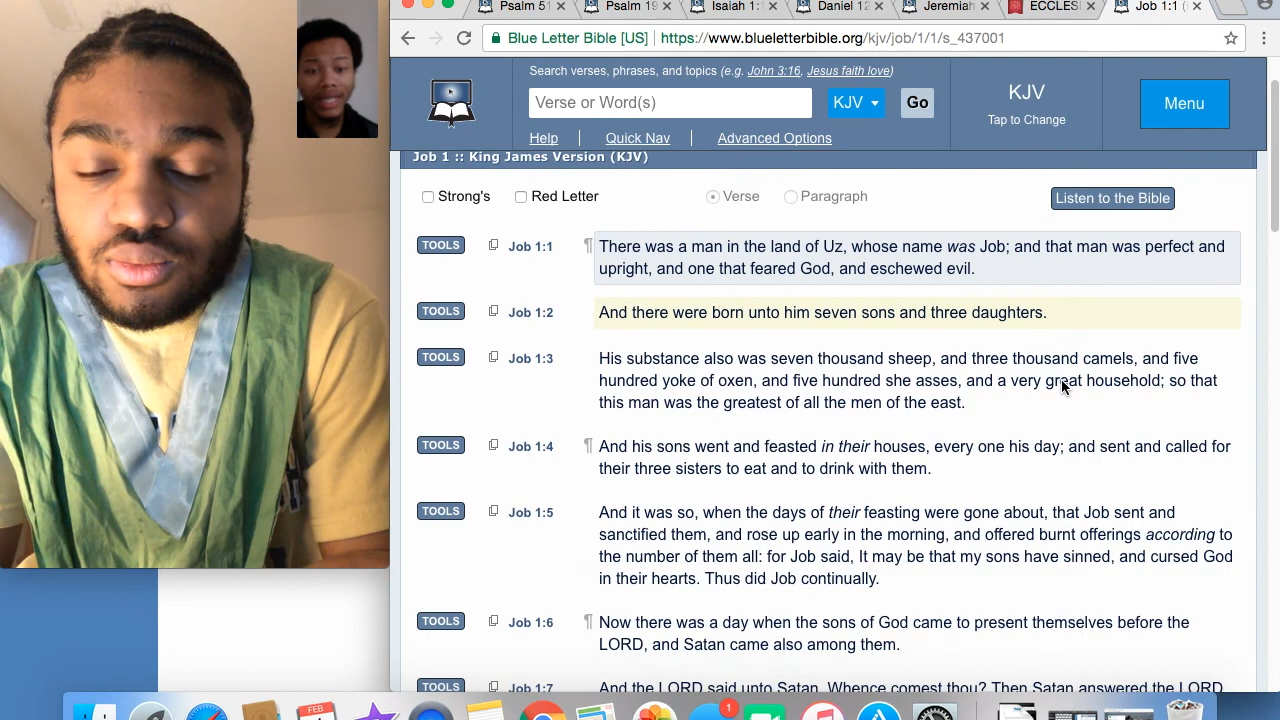 Psalm 51
Psalm 19
Isaiah 1:
Daniel 12
Jeremiah
ECCLES
Job 1:1 (
Blue Letter Bible [US]
https://www.blueletterbible.org/kjv/job/1/1/s_437001
Search verses, phrases, and topics (e.g. John 3:16, Jesus faith love)
Verse or Word(s)
KJV
Go
Help
Quick Nav
Advanced Options
KJV
Tap to Change
Menu
Job 1 :: King James Version (KJV)
Strong's
Red Letter
Verse
Paragraph
Listen to the Bible
TOOLS
Job 1:1
¶ There was a man in the land of Uz, whose name was Job; and that man was perfect and
upright, and one that feared God, and eschewed evil.
TOOLS
Job 1:2
And there were born unto him seven sons and three daughters.
TOOLS
Job 1:3
His substance also was seven thousand sheep, and three thousand camels, and five
hundred yoke of oxen, and five hundred she asses, and a very great household; so that
this man was the greatest of all the men of the east.
TOOLS
Job 1:4
¶ And his sons went and feasted in their houses, every one his day; and sent and called for
their three sisters to eat and to drink with them.
TOOLS
Job 1:5
And it was so, when the days of their feasting were gone about, that Job sent and
sanctified them, and rose up early in the morning, and offered burnt offerings according to
the number of them all: for Job said, It may be that my sons have sinned, and cursed God
in their hearts. Thus did Job continually.
TOOLS
Job 1:6
¶ Now there was a day when the sons of God came to present themselves before the
LORD, and Satan came also among them.
TOOLS
Job 1:7
And the LORD said unto Satan, Whence comest thou? Then Satan answered the LORD,
FEB
1